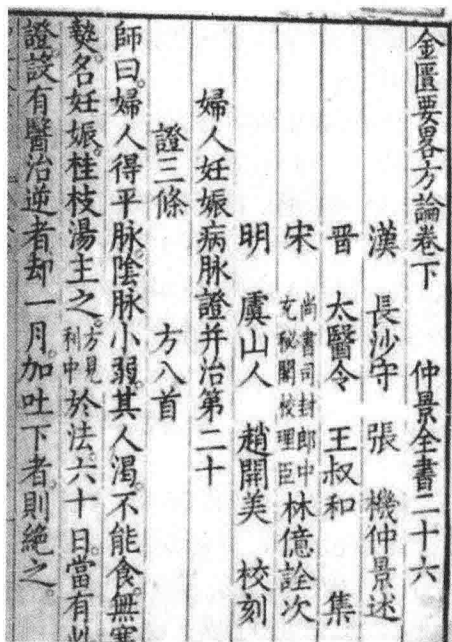 金匱要畧方論卷下　仲景全書二十六
漢　長沙守　張　機仲景述
晉　太醫令　王叔和　集
宋　尚書司封郎中充秘閣校理臣　林億詮次
明　虞山人　趙開美　校刻
婦人妊娠病脉證并治第二十
證三條　方八首
師曰。婦人得平脉。陰脉小弱。其人渴。不能食。無寒
𤍠。名妊娠。桂枝湯主之。方見利中於法。六十日。當有此
證。設有醫治逆者。却一月。加吐下者。則絶之。